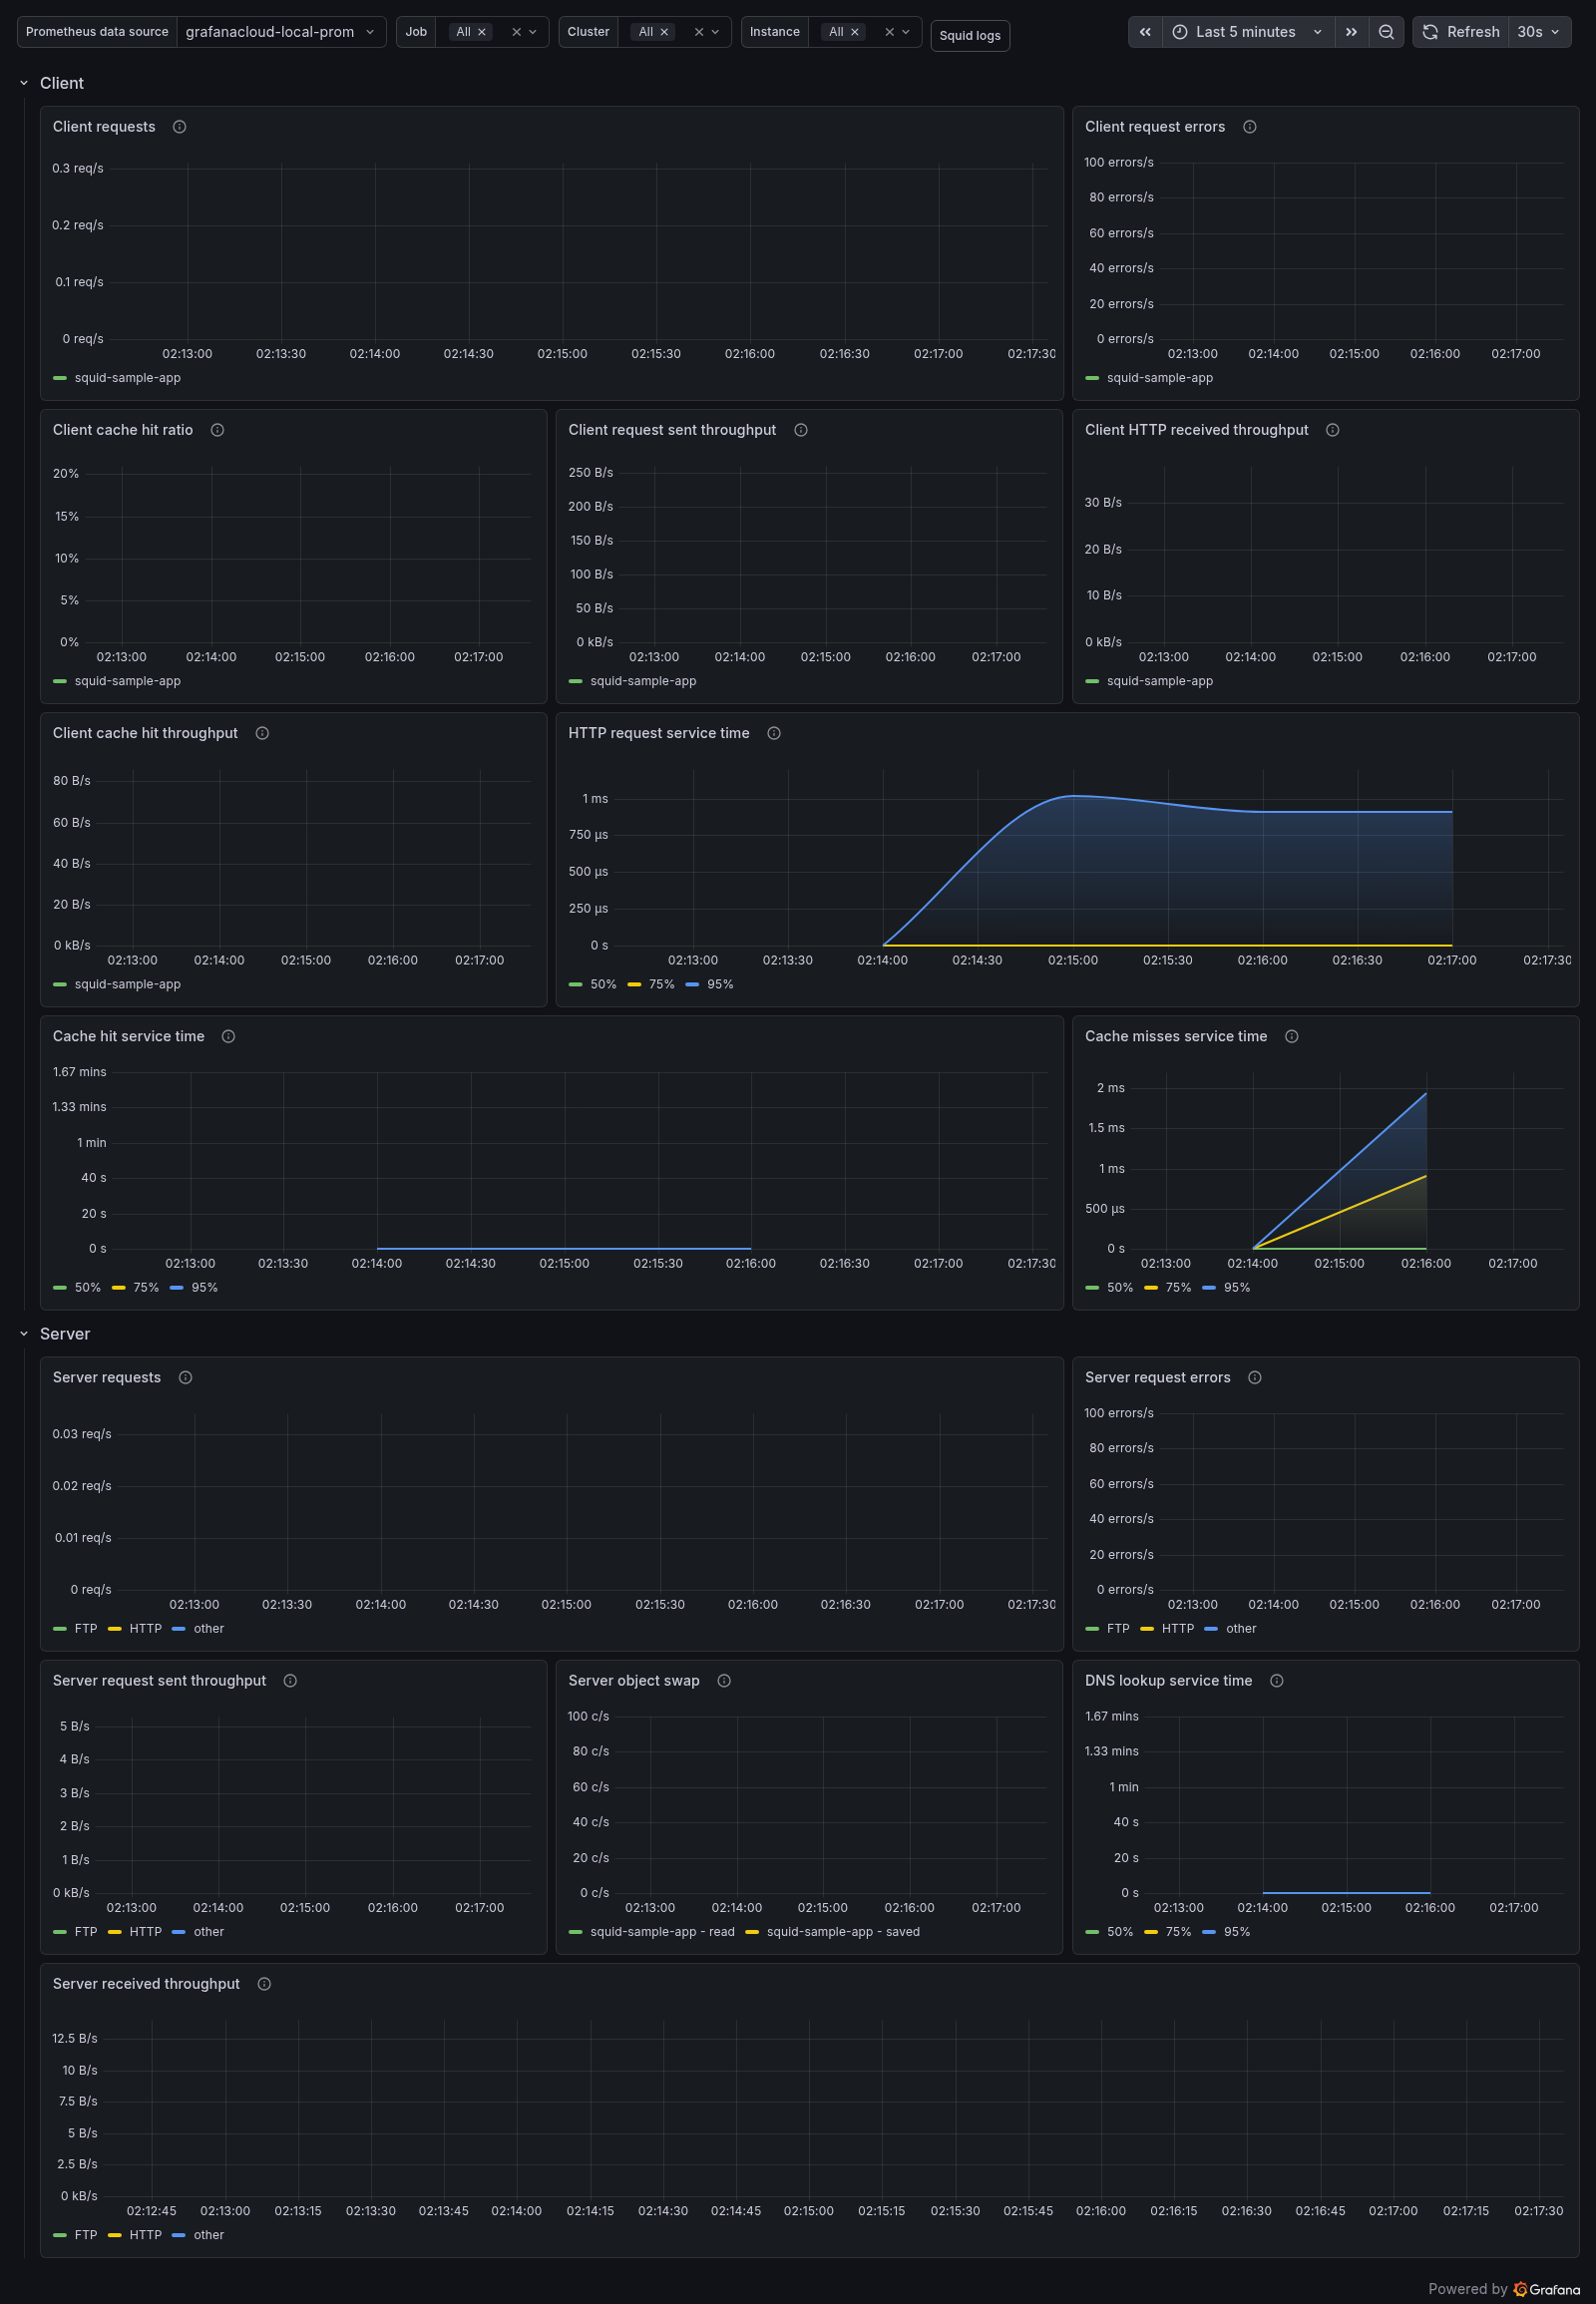 Prometheus data source grafanacloud-local-prom Job All Cluster All Instance All Squid logs Last 5 minutes Refresh 30s
Client
Client requests
0.3 req/s
0.2 req/s
0.1 req/s
0 req/s
02:13:00 02:13:30 02:14:00 02:14:30 02:15:00 02:15:30 02:16:00 02:16:30 02:17:00 02:17:30
squid-sample-app
Client request errors
100 errors/s
80 errors/s
60 errors/s
40 errors/s
20 errors/s
0 errors/s
02:13:00 02:14:00 02:15:00 02:16:00 02:17:00
squid-sample-app
Client cache hit ratio
20%
15%
10%
5%
0%
02:13:00 02:14:00 02:15:00 02:16:00 02:17:00
squid-sample-app
Client request sent throughput
250 B/s
200 B/s
150 B/s
100 B/s
50 B/s
0 kB/s
02:13:00 02:14:00 02:15:00 02:16:00 02:17:00
squid-sample-app
Client HTTP received throughput
30 B/s
20 B/s
10 B/s
0 kB/s
02:13:00 02:14:00 02:15:00 02:16:00 02:17:00
squid-sample-app
Client cache hit throughput
80 B/s
60 B/s
40 B/s
20 B/s
0 kB/s
02:13:00 02:14:00 02:15:00 02:16:00 02:17:00
squid-sample-app
HTTP request service time
1 ms
750 µs
500 µs
250 µs
0 s
02:13:00 02:13:30 02:14:00 02:14:30 02:15:00 02:15:30 02:16:00 02:16:30 02:17:00 02:17:30
50% 75% 95%
Cache hit service time
1.67 mins
1.33 mins
1 min
40 s
20 s
0 s
02:13:00 02:13:30 02:14:00 02:14:30 02:15:00 02:15:30 02:16:00 02:16:30 02:17:00 02:17:30
50% 75% 95%
Cache misses service time
2 ms
1.5 ms
1 ms
500 µs
0 s
02:13:00 02:14:00 02:15:00 02:16:00 02:17:00
50% 75% 95%
Server
Server requests
0.03 req/s
0.02 req/s
0.01 req/s
0 req/s
02:13:00 02:13:30 02:14:00 02:14:30 02:15:00 02:15:30 02:16:00 02:16:30 02:17:00 02:17:30
FTP HTTP other
Server request errors
100 errors/s
80 errors/s
60 errors/s
40 errors/s
20 errors/s
0 errors/s
02:13:00 02:14:00 02:15:00 02:16:00 02:17:00
FTP HTTP other
Server request sent throughput
5 B/s
4 B/s
3 B/s
2 B/s
1 B/s
0 kB/s
02:13:00 02:14:00 02:15:00 02:16:00 02:17:00
FTP HTTP other
Server object swap
100 c/s
80 c/s
60 c/s
40 c/s
20 c/s
0 c/s
02:13:00 02:14:00 02:15:00 02:16:00 02:17:00
squid-sample-app - read squid-sample-app - saved
DNS lookup service time
1.67 mins
1.33 mins
1 min
40 s
20 s
0 s
02:13:00 02:14:00 02:15:00 02:16:00 02:17:00
50% 75% 95%
Server received throughput
12.5 B/s
10 B/s
7.5 B/s
5 B/s
2.5 B/s
0 kB/s
02:12:45 02:13:00 02:13:15 02:13:30 02:13:45 02:14:00 02:14:15 02:14:30 02:14:45 02:15:00 02:15:15 02:15:30 02:15:45 02:16:00 02:16:15 02:16:30 02:16:45 02:17:00 02:17:15 02:17:30
FTP HTTP other
Powered by Grafana